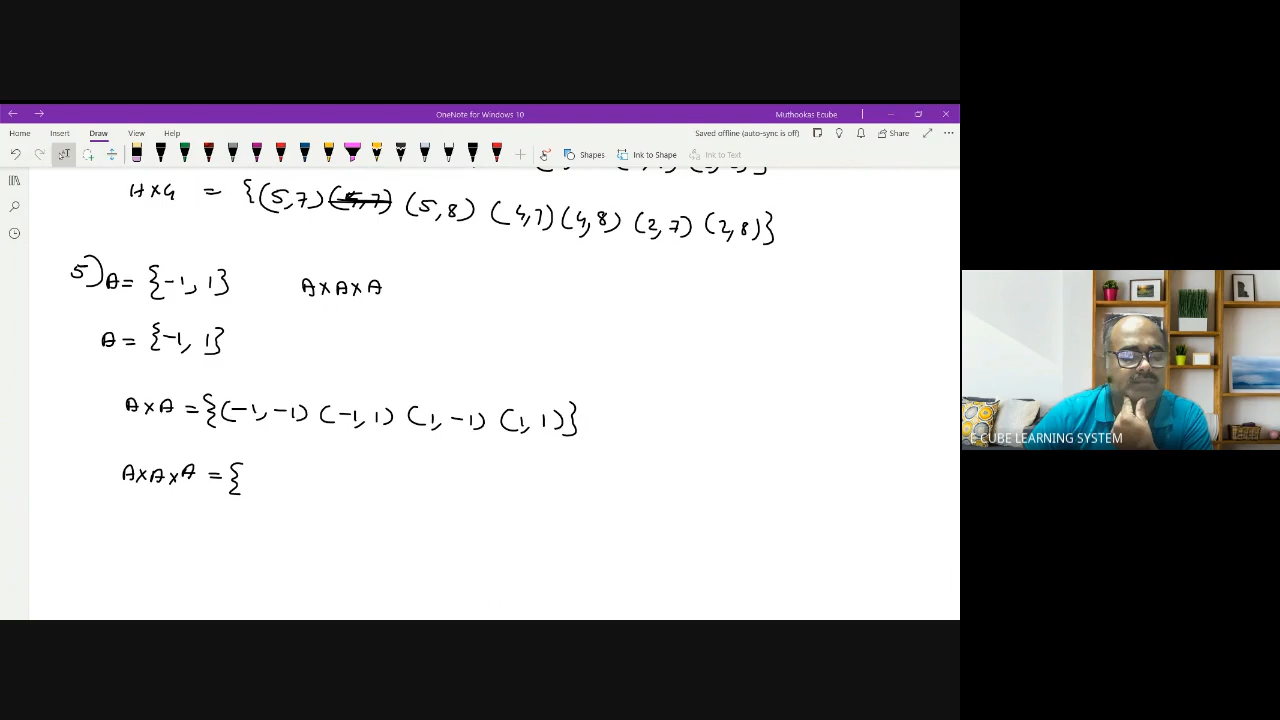 OneNote for Windows 10
Muthookas Ecube
Home Insert Draw View Help
Saved offline (auto-sync is off) Share
Shapes Ink to Shape Ink to Text
H×G = {(5,7) (4,7) (5,8) (4,7) (4,8) (2,7) (2,8)}
5) A = {-1, 1} A×A×A
A = {-1, 1}
A×A = {(-1, -1) (-1, 1) (1, -1) (1, 1)}
A×A×A = {
E CUBE LEARNING SYSTEM